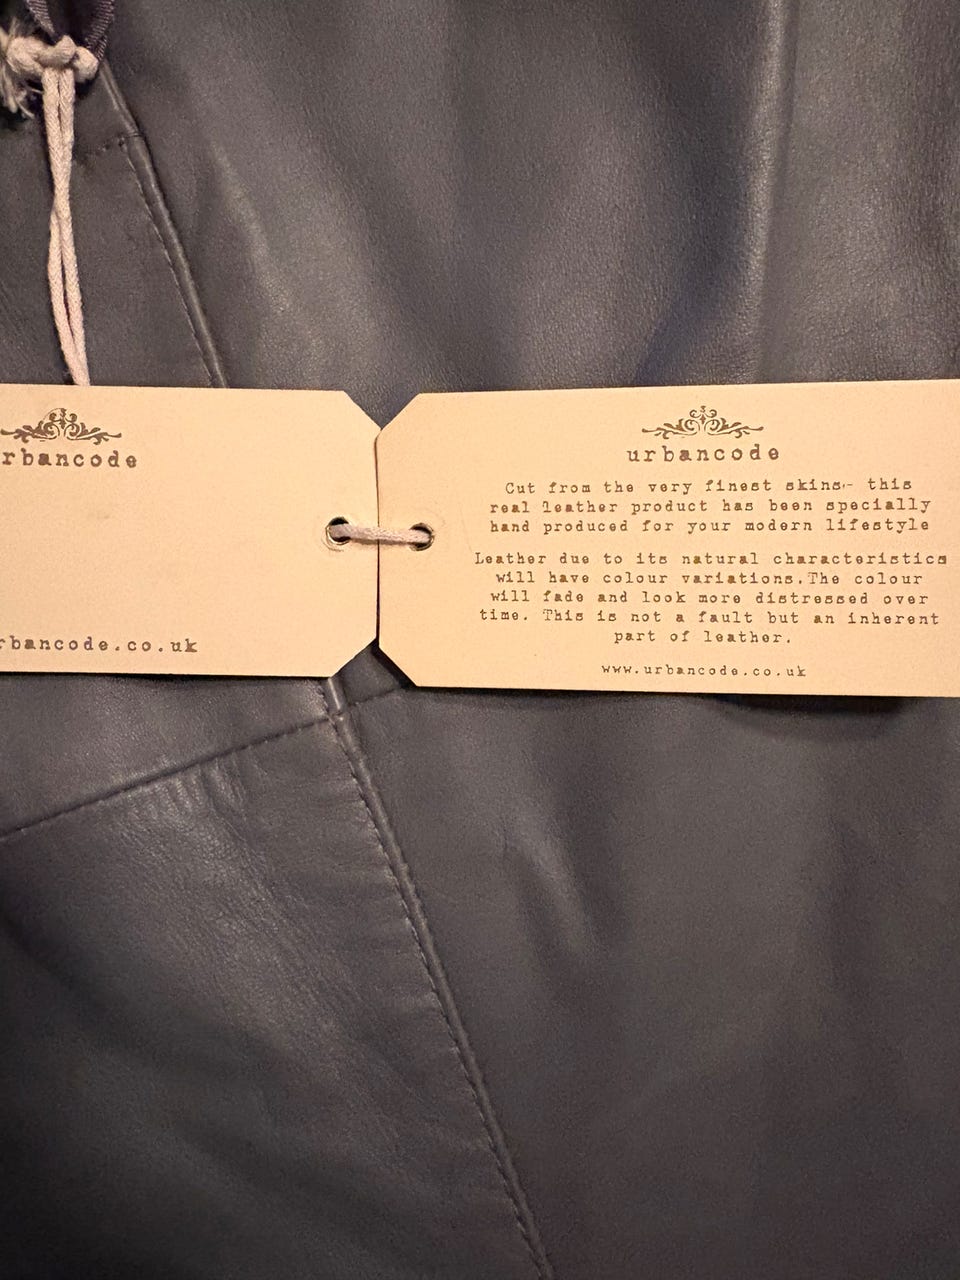 rbancode
rbancode.co.uk
urbancode
Cut from the very finest skins-- this
real leather product has been specially
hand produced for your modern lifestyle
Leather due to its natural characteristics
will have colour variations.The colour
will fade and look more distressed over
time. This is not a fault but an inherent
part of leather.
www.urbancode.co.uk